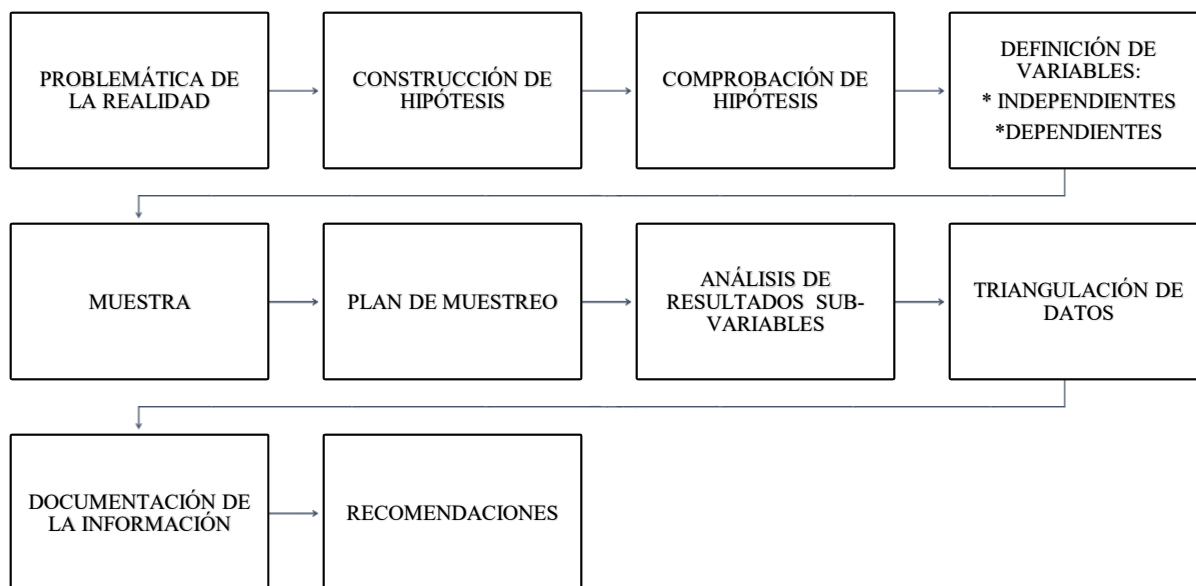 PROBLEMÁTICA DE
LA REALIDAD
CONSTRUCCIÓN DE
HIPÓTESIS
COMPROBACIÓN DE
HIPÓTESIS
DEFINICIÓN DE
VARIABLES:
* INDEPENDIENTES
*DEPENDIENTES
MUESTRA
PLAN DE MUESTREO
ANÁLISIS DE
RESULTADOS SUB-
VARIABLES
TRIANGULACIÓN DE
DATOS
DOCUMENTACIÓN DE
LA INFORMACIÓN
RECOMENDACIONES